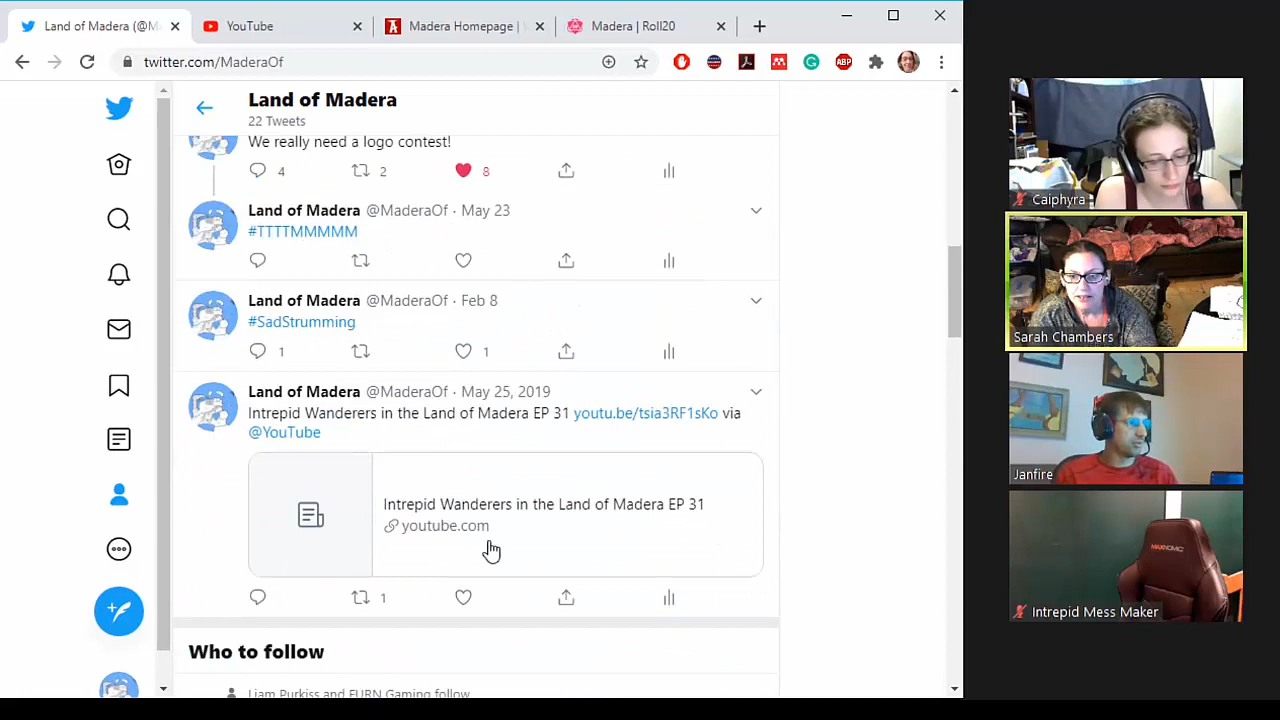 Land of Madera (@M
YouTube
Madera Homepage |
Madera | Roll20
twitter.com/MaderaOf
ABP
Land of Madera
22 Tweets
We really need a logo contest!
4
2
8
Land of Madera @MaderaOf · May 23
#TTTTMMMMM
Land of Madera @MaderaOf · Feb 8
#SadStrumming
1
1
Land of Madera @MaderaOf · May 25, 2019
Intrepid Wanderers in the Land of Madera EP 31 youtu.be/tsia3RF1sKo via
@YouTube
Intrepid Wanderers in the Land of Madera EP 31
youtube.com
1
Who to follow
Liam Purkiss and FURN Gaming follow
Caiphyra
Sarah Chambers
Janfire
MAXNOMIC
Intrepid Mess Maker